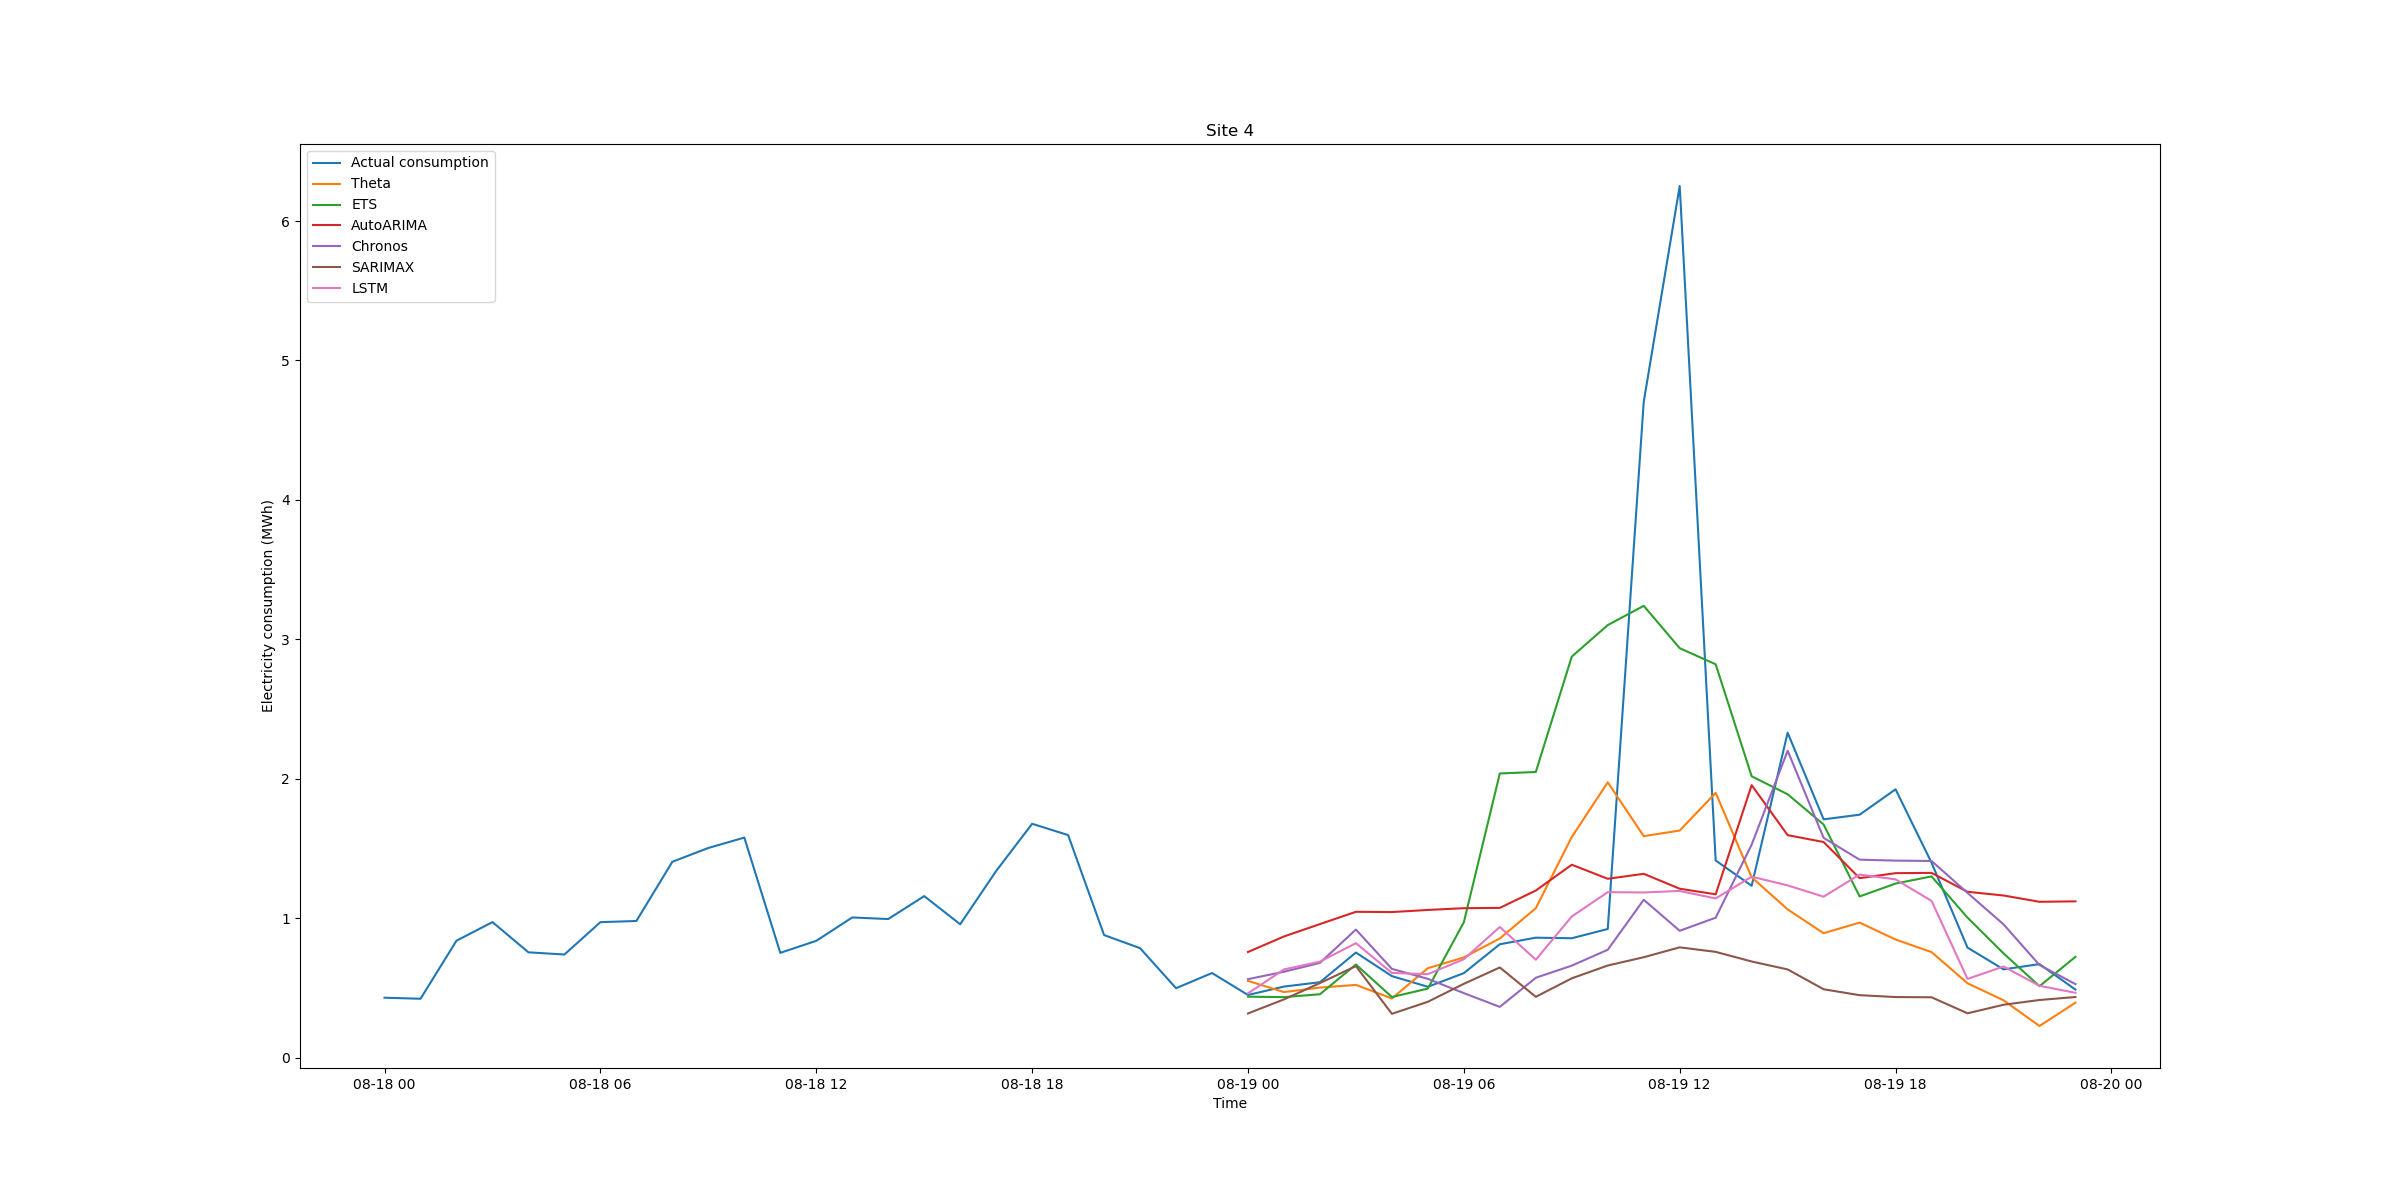 Site 4
Actual consumption
Theta
ETS
AutoARIMA
Chronos
SARIMAX
LSTM
Electricity consumption (MWh)
6
5
4
3
2
1
0
08-18 00 08-18 06 08-18 12 08-18 18 08-19 00 08-19 06 08-19 12 08-19 18 08-20 00
Time